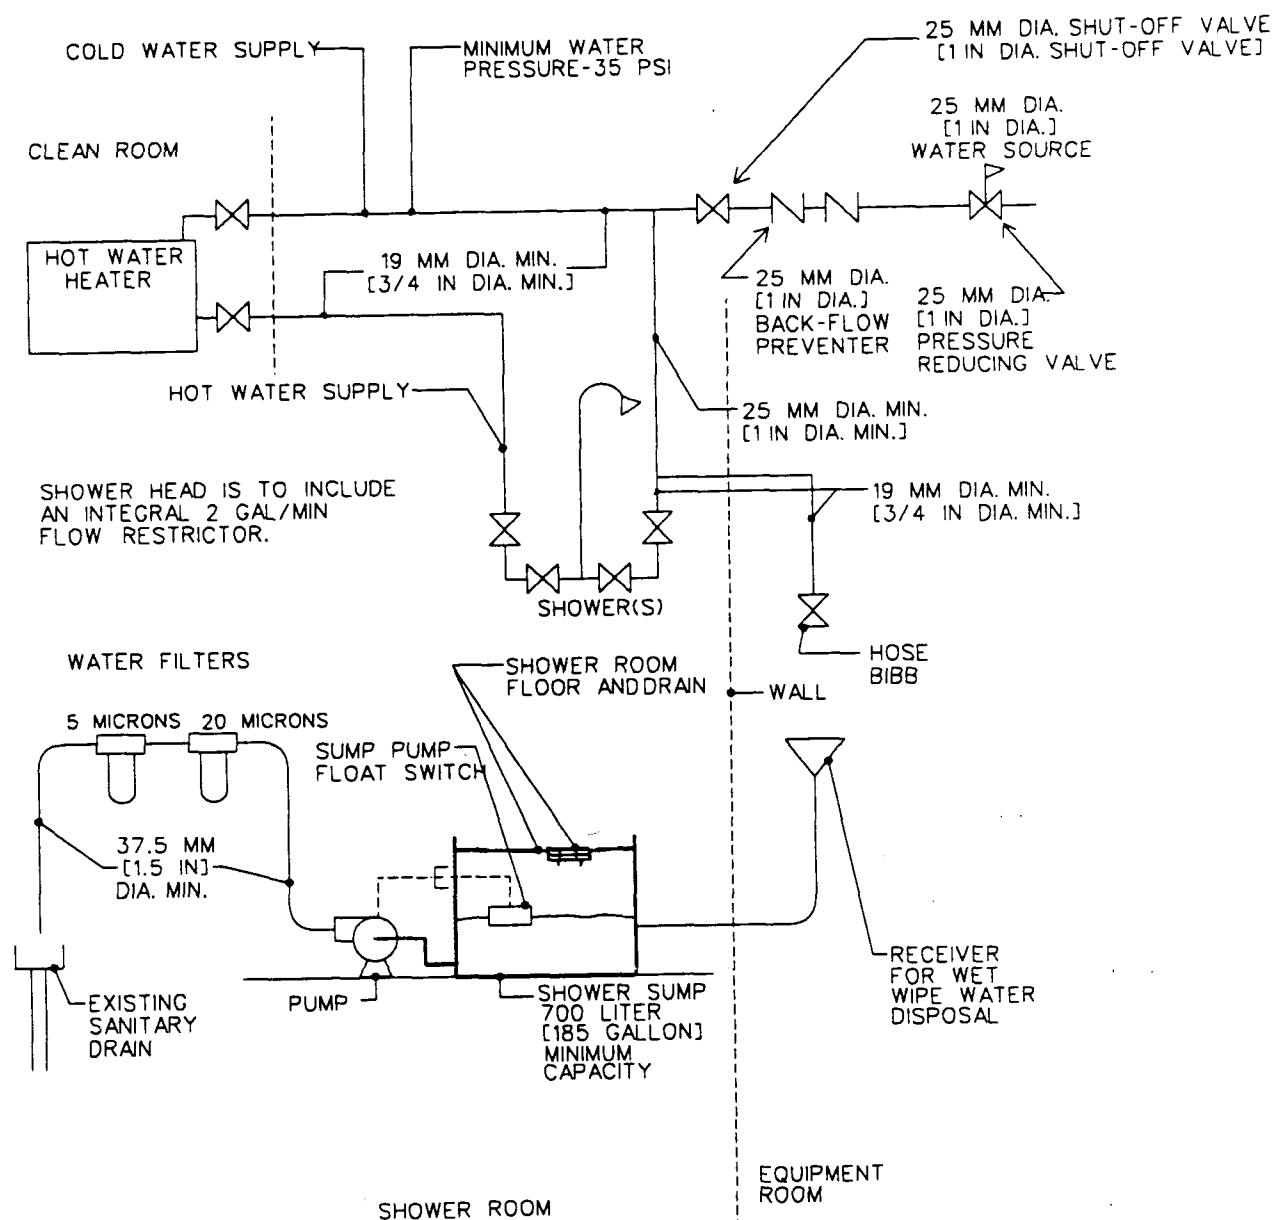 25 MM DIA. SHUT-OFF VALVE
[1 IN DIA. SHUT-OFF VALVE]
COLD WATER SUPPLY
MINIMUM WATER
PRESSURE-35 PSI
25 MM DIA.
[1 IN DIA.]
WATER SOURCE
CLEAN ROOM
HOT WATER
HEATER
19 MM DIA. MIN.
[3/4 IN DIA. MIN.]
25 MM DIA.
[1 IN DIA.]
BACK-FLOW
PREVENTER
25 MM DIA.
[1 IN DIA.]
PRESSURE
REDUCING VALVE
HOT WATER SUPPLY
25 MM DIA. MIN.
[1 IN DIA. MIN.]
SHOWER HEAD IS TO INCLUDE
AN INTEGRAL 2 GAL/MIN
FLOW RESTRICTOR.
19 MM DIA. MIN.
[3/4 IN DIA. MIN.]
SHOWER(S)
HOSE
BIBB
WATER FILTERS
SHOWER ROOM
FLOOR ANDDRAIN
WALL
5 MICRONS
20 MICRONS
SUMP PUMP
FLOAT SWITCH
37.5 MM
[1.5 IN]
DIA. MIN.
RECEIVER
FOR WET
WIPE WATER
DISPOSAL
EXISTING
SANITARY
DRAIN
PUMP
SHOWER SUMP
700 LITER
[185 GALLON]
MINIMUM
CAPACITY
EQUIPMENT
ROOM
SHOWER ROOM